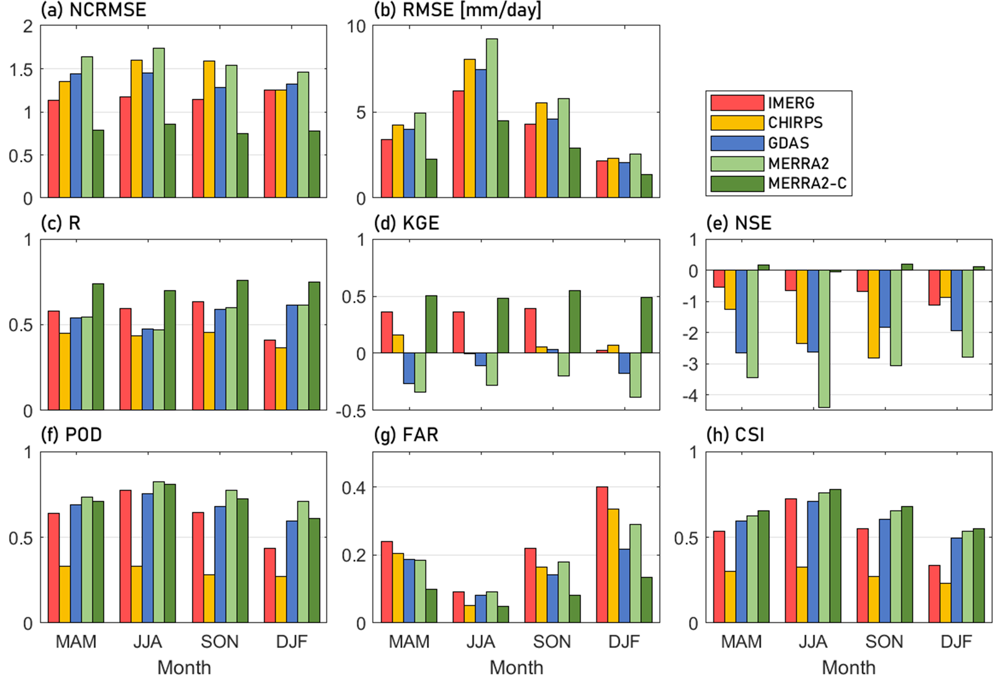 (a) NCRMSE
2
1.5
1
0.5
0
(b) RMSE [mm/day]
10
5
0
IMERG
CHIRPS
GDAS
MERRA2
MERRA2-C
(c) R
1
0.5
0
(d) KGE
1
0.5
0
-0.5
(e) NSE
1
0
-1
-2
-3
-4
(f) POD
1
0.5
0
MAM JJA SON DJF
Month
(g) FAR
0.4
0.2
0
MAM JJA SON DJF
Month
(h) CSI
1
0.5
0
MAM JJA SON DJF
Month